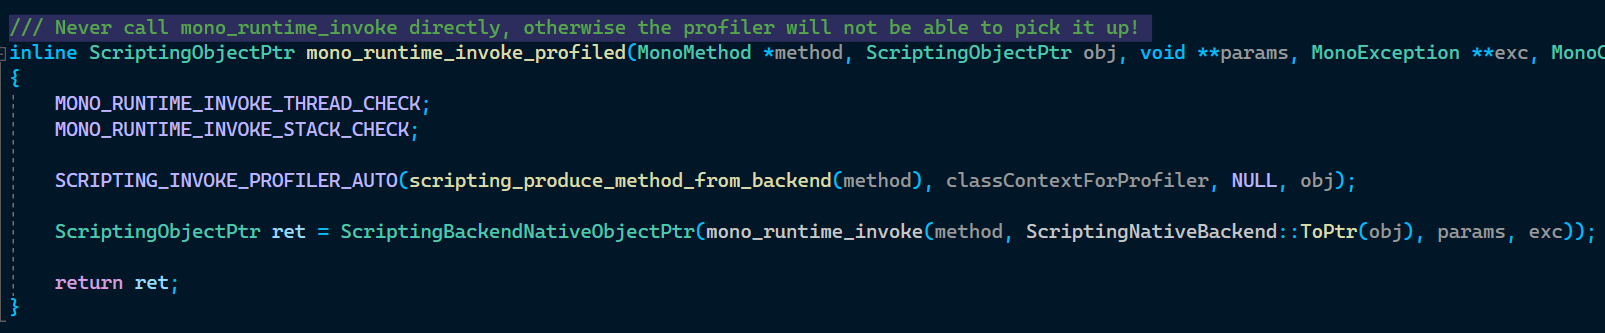 /// Never call mono_runtime_invoke directly, otherwise the profiler will not be able to pick it up!
inline ScriptingObjectPtr mono_runtime_invoke_profiled(MonoMethod *method, ScriptingObjectPtr obj, void **params, MonoException **exc, MonoC
{
MONO_RUNTIME_INVOKE_THREAD_CHECK;
MONO_RUNTIME_INVOKE_STACK_CHECK;
SCRIPTING_INVOKE_PROFILER_AUTO(scripting_produce_method_from_backend(method), classContextForProfiler, NULL, obj);
ScriptingObjectPtr ret = ScriptingBackendNativeObjectPtr(mono_runtime_invoke(method, ScriptingNativeBackend::ToPtr(obj), params, exc));
return ret;
}